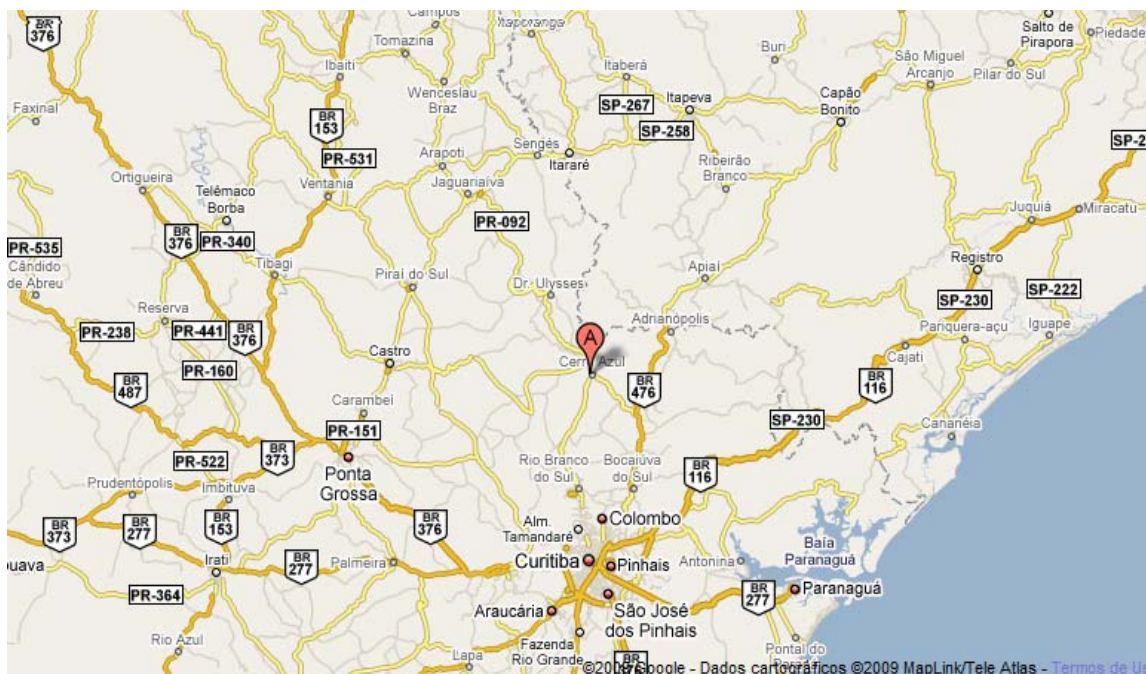 BR
376
Campos
Itaporanga
Salto de
Pirapora
Piedade
Tomazina
Buri
Ibaiti
Itaberá
São Miguel
Arcanjo
Pilar do Sul
Wenceslau
Braz
SP-267
Itapeva
Capão
Bonito
Faxinal
BR
153
SP-258
PR-531
Arapoti
Sengés
Itararé
Ribeirão
Branco
Ortigueira
Telêmaco
Borba
Ventania
Jaguariaíva
Juquiá
Miracatu
PR-092
BR
376
PR-340
PR-535
Cândido
de Abreu
Tibagi
Piraí do Sul
Apiaí
Registro
Dr. Ulysses
SP-230
SP-222
Reserva
Adrianópolis
PR-238
PR-441
BR
376
A
Pariquera-açu
Iguape
Cajati
Castro
Cerro Azul
PR-160
BR
487
BR
476
BR
116
Carambeí
SP-230
PR-151
Cananéia
PR-522
BR
373
Ponta
Grossa
Rio Branco
do Sul
Bocaiúva
do Sul
BR
116
Prudentópolis
Imbituva
BR
373
BR
277
BR
153
BR
376
Alm.
Tamandaré
Colombo
Baía
Paranaguá
Irati
BR
277
Palmeira
Curitiba
Pinhais
Antonina
PR-364
BR
277
Paranaguá
Araucária
São José
dos Pinhais
Rio Azul
Lapa
Fazenda
Rio Grande
Pontal do
BR
©2009 Google - Dados cartográficos ©2009 MapLink/Tele Atlas - Termos de